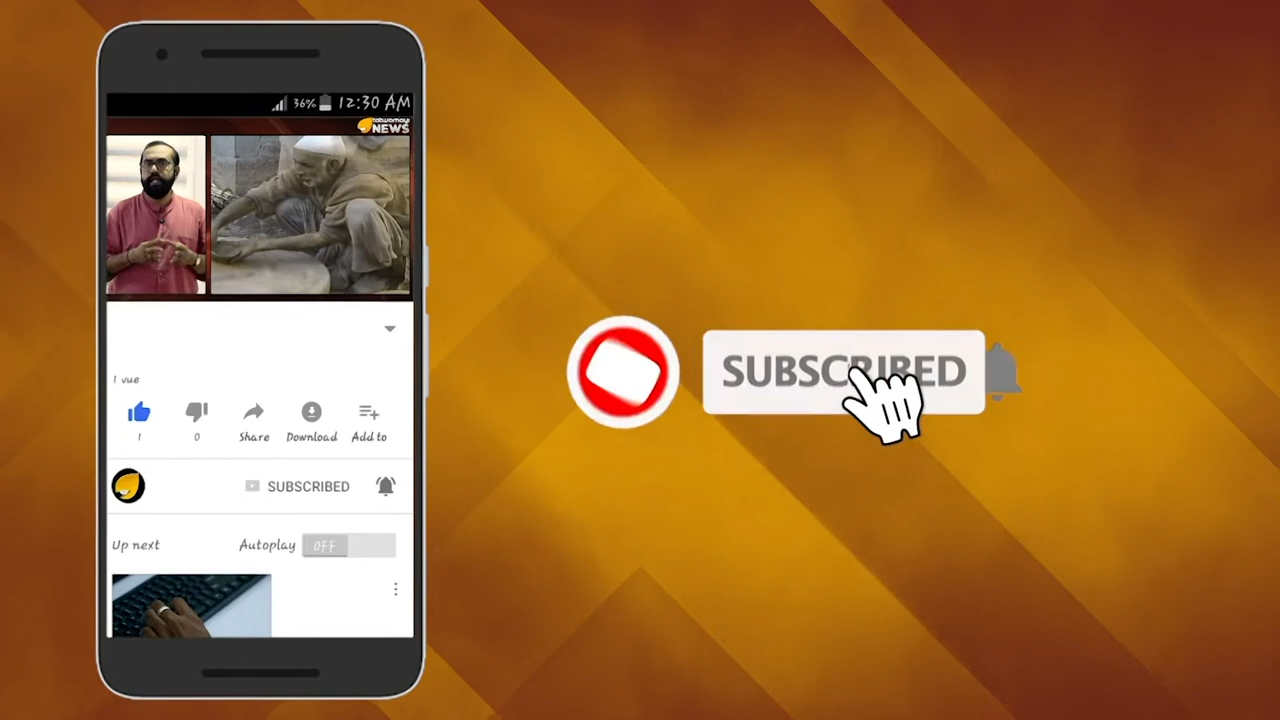 36% 12:30 AM
tatwamayi
NEWS
1 vue
1 0 Share Download Add to
SUBSCRIBED
Up next Autoplay OFF
SUBSCRIBED